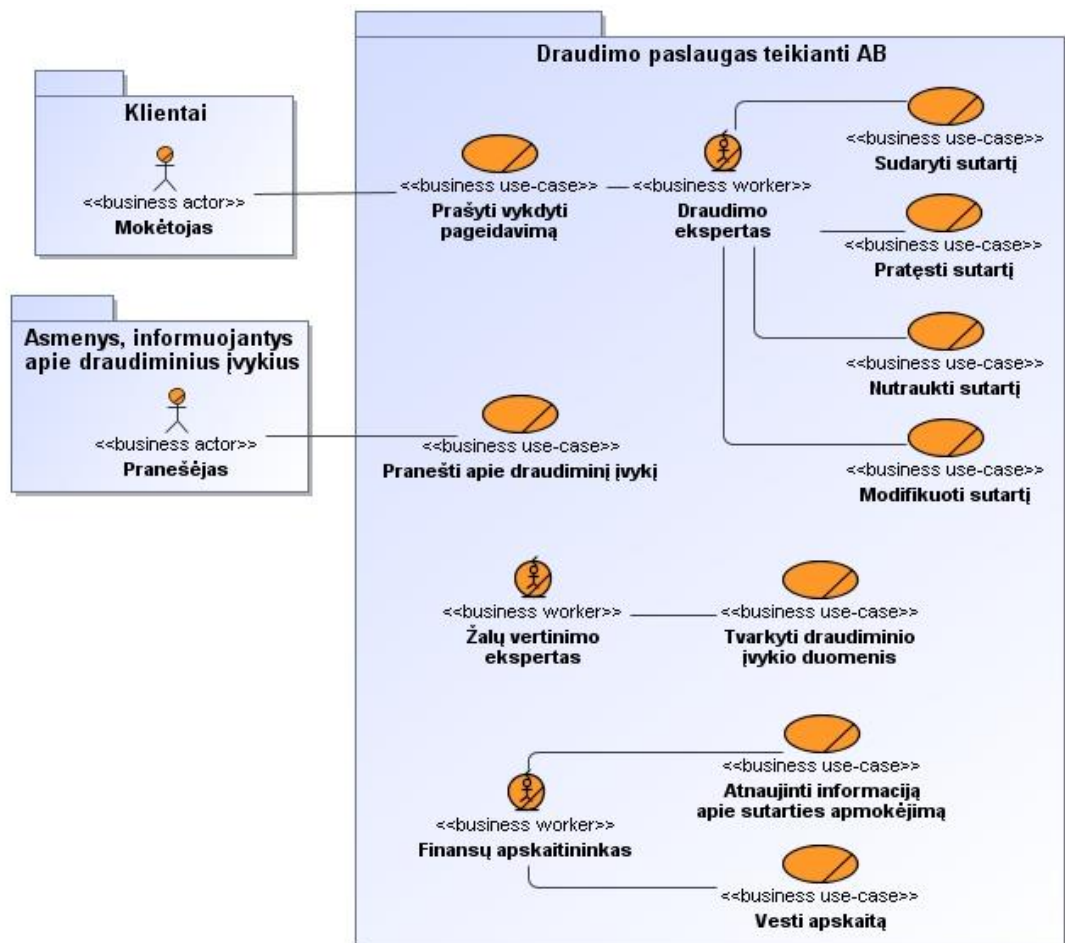 Draudimo paslaugas teikianti AB
Klientai
<<business actor>>
Mokėtojas
<<business use-case>>
Prašyti vykdyti
pageidavimą
<<business worker>>
Draudimo
ekspertas
<<business use-case>>
Sudaryti sutartį
<<business use-case>>
Pratęsti sutartį
<<business use-case>>
Nutraukti sutartį
<<business use-case>>
Modifikuoti sutartį
Asmenys, informuojantys
apie draudiminius įvykius
<<business actor>>
Pranešėjas
<<business use-case>>
Pranešti apie draudiminį įvykį
<<business worker>>
Žalų vertinimo
ekspertas
<<business use-case>>
Tvarkyti draudiminio
įvykio duomenis
<<business worker>>
Finansų apskaitininkas
<<business use-case>>
Atnaujinti informaciją
apie sutarties apmokėjimą
<<business use-case>>
Vesti apskaitą